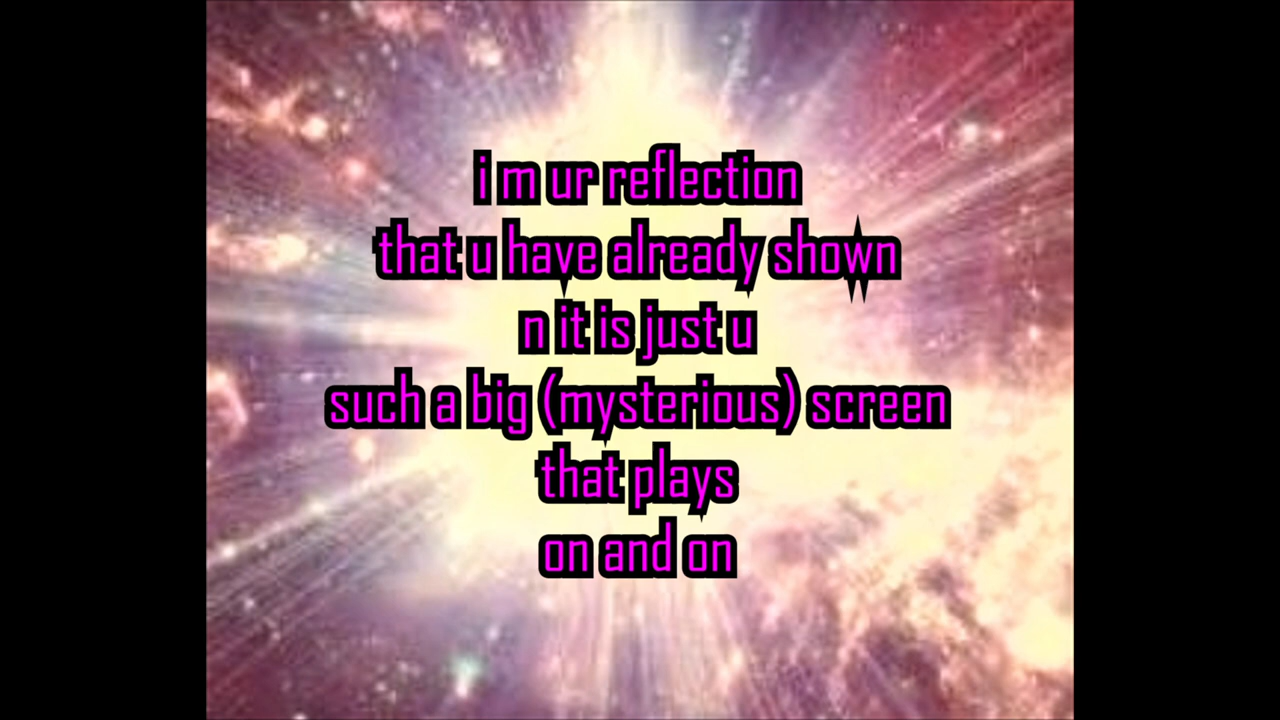 i m ur reflection
that u have already shown
n it is just u
such a big (mysterious) screen
that plays
on and on